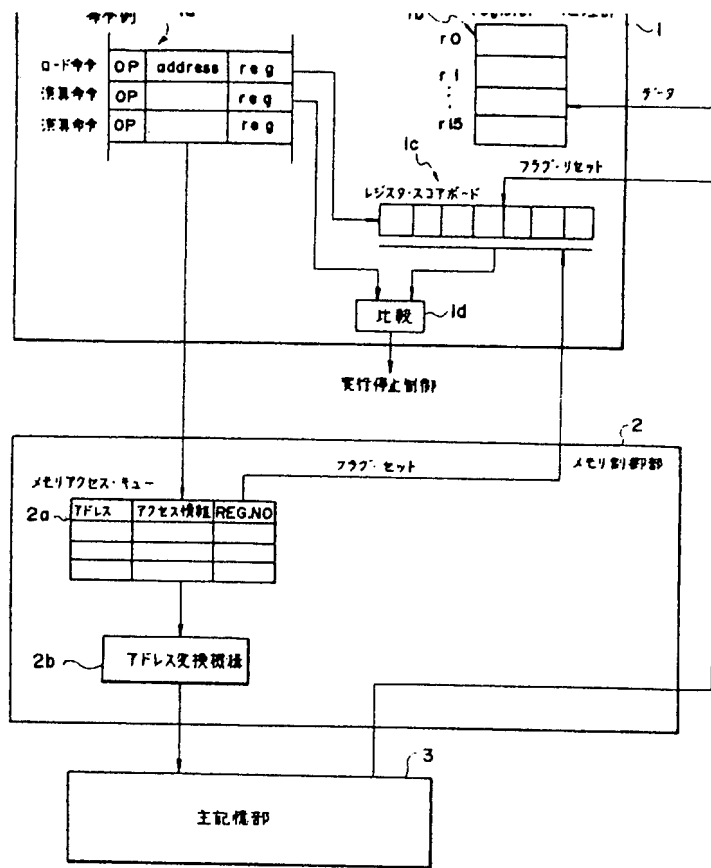 1
r0
ロード命令 OP address reg
演算命令 OP reg
演算命令 OP reg
r1
r15
データ
1c
フラグ・リセット
レジスタ・スコアボード
比較
1d
実行停止制御
2
メモリ制御部
フラグ・セット
メモリアクセス・キュー
2a
アドレス アクセス情報 REG.NO
2b
アドレス変換機構
3
主記憶部